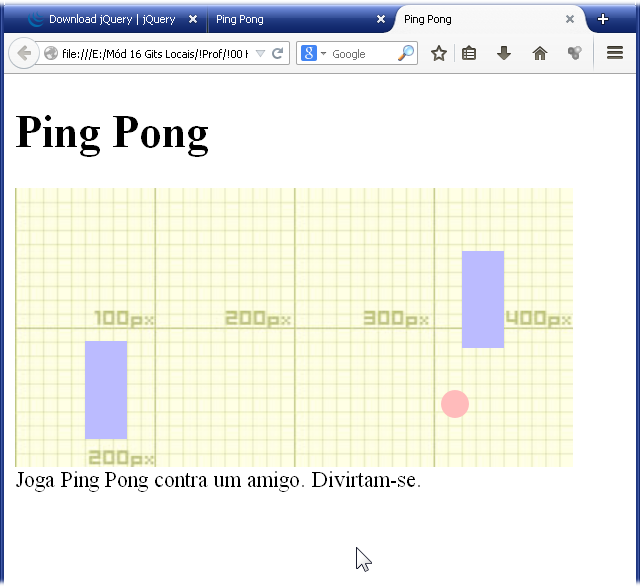 Download jQuery | jQuery
Ping Pong
Ping Pong
file:///E:/Mód 16 Gits Locais/!Prof/!00
Google
Ping Pong
100px
200px
300px
400px
200px
Joga Ping Pong contra um amigo. Divirtam-se.